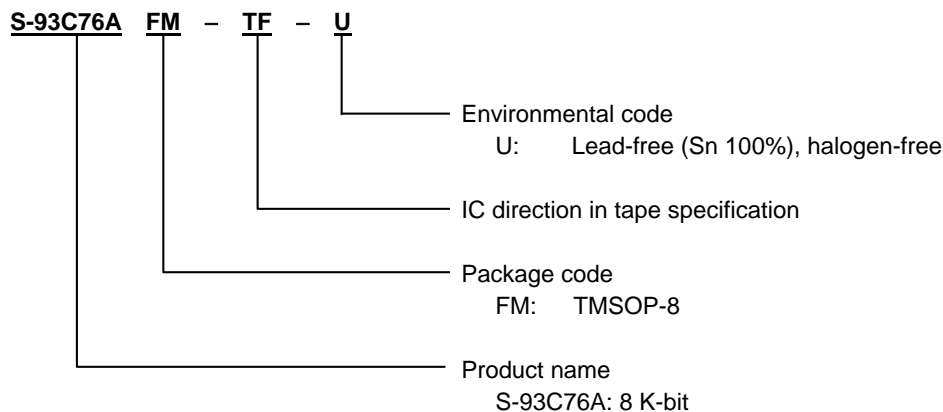 S-93C76A FM – TF – U
Environmental code
U: Lead-free (Sn 100%), halogen-free
IC direction in tape specification
Package code
FM: TMSOP-8
Product name
S-93C76A: 8 K-bit